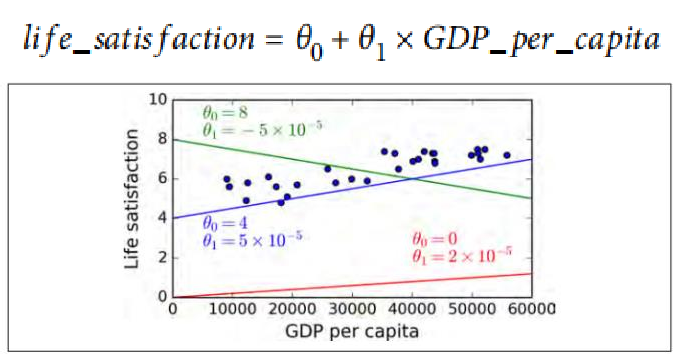 life_satisfaction = θ₀ + θ₁ × GDP_per_capita
10
8
6
4
2
0
Life satisfaction
θ₀ = 8
θ₁ = − 5 × 10⁻⁵
θ₀ = 4
θ₁ = 5 × 10⁻⁵
θ₀ = 0
θ₁ = 2 × 10⁻⁵
0 10000 20000 30000 40000 50000 60000
GDP per capita